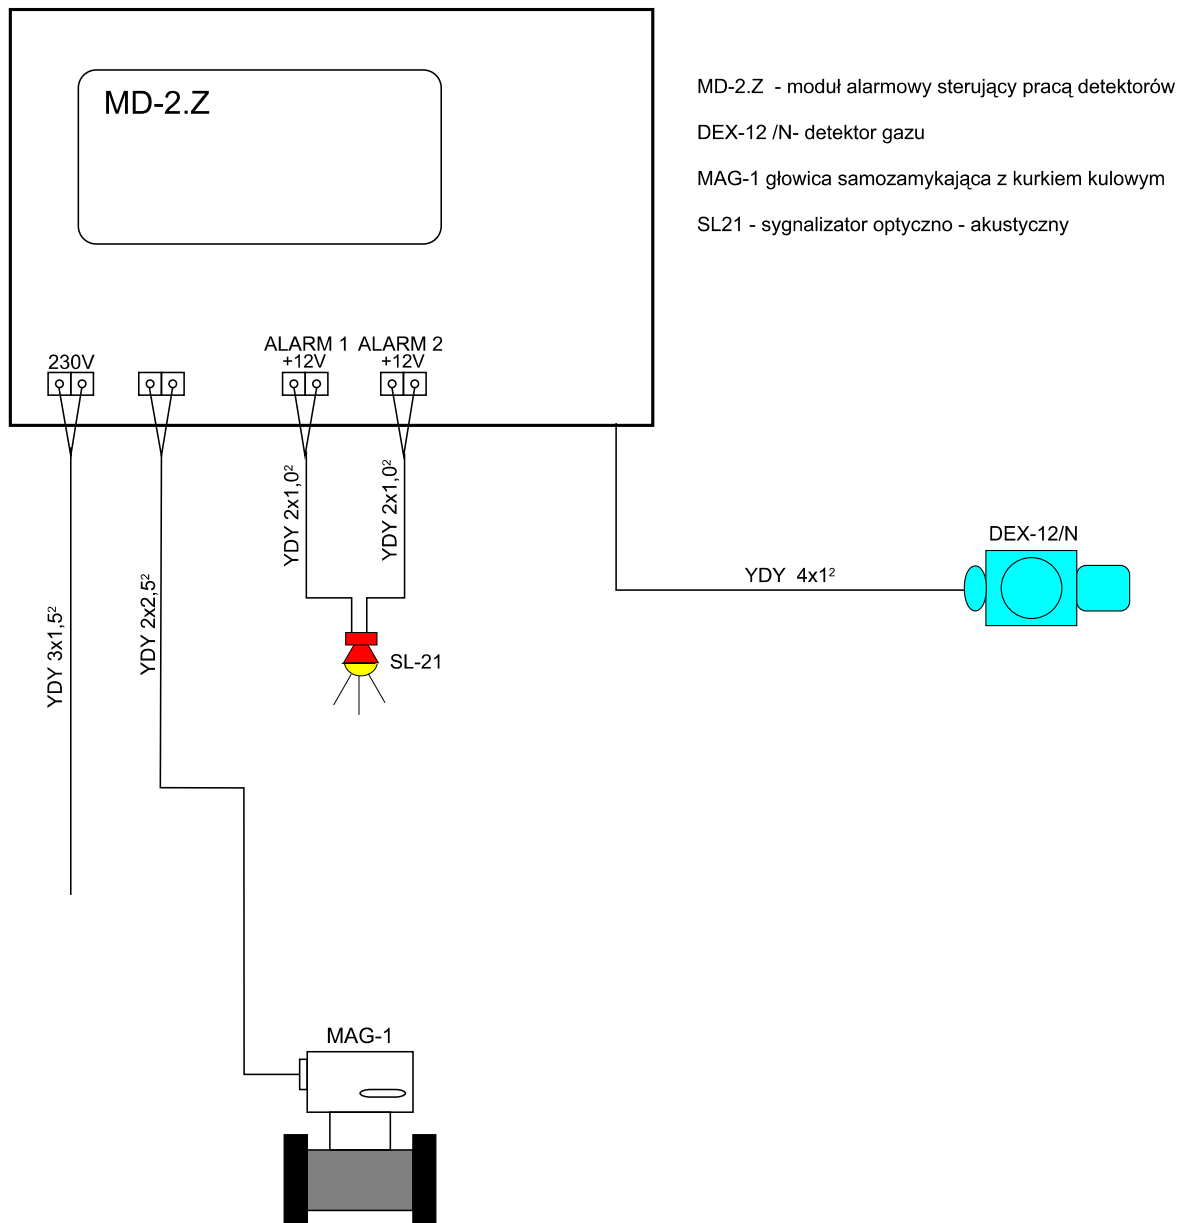 MD-2.Z
MD-2.Z - moduł alarmowy sterujący pracą detektorów
DEX-12 /N- detektor gazu
MAG-1 głowica samozamykająca z kurkiem kulowym
SL21 - sygnalizator optyczno - akustyczny
230V
ALARM 1
+12V
ALARM 2
+12V
YDY 3x1,5²
YDY 2x2,5²
YDY 2x1,0²
YDY 2x1,0²
SL-21
YDY 4x1²
DEX-12/N
MAG-1